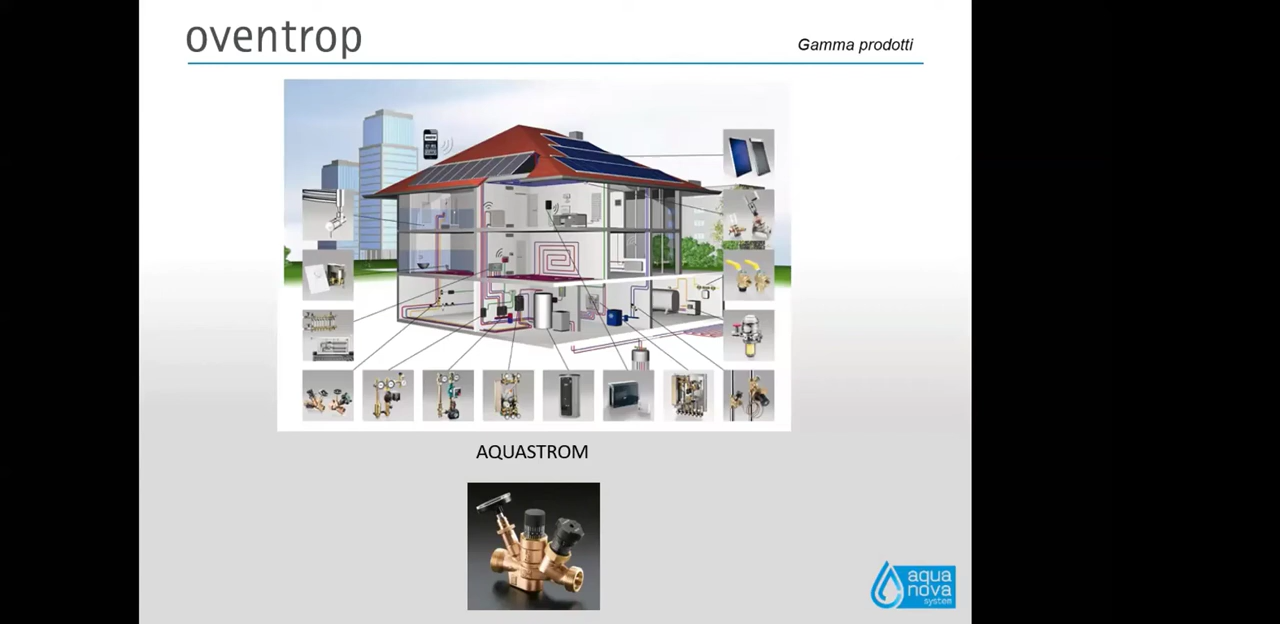 oventrop
Gamma prodotti
AQUASTROM
aqua
nova
system